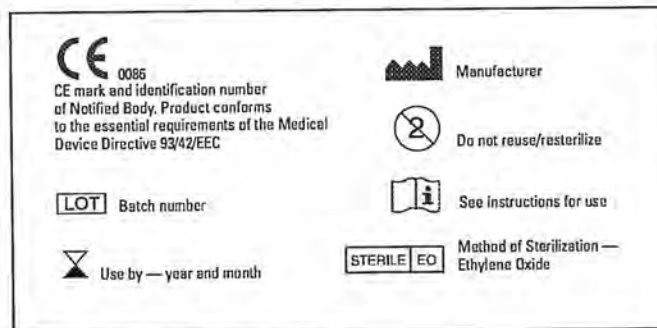 CE 0086
CE mark and identification number
of Notified Body. Product conforms
to the essential requirements of the Medical
Device Directive 93/42/EEC
LOT Batch number
Use by — year and month
Manufacturer
2 Do not reuse/resterilize
i See instructions for use
STERILE EO Method of Sterilization —
Ethylene Oxide